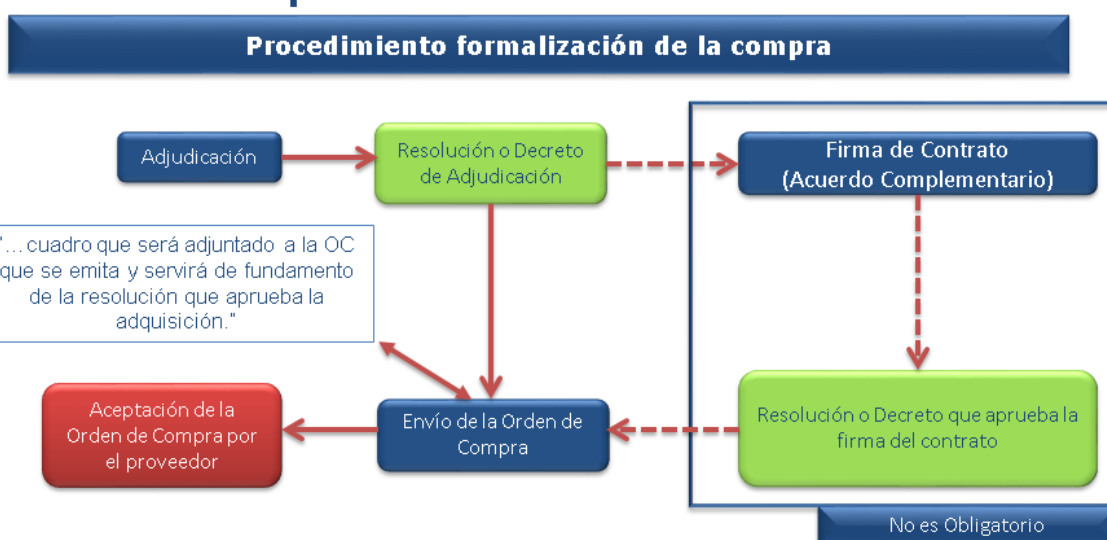 Procedimiento formalización de la compra
Adjudicación
Resolución o Decreto
de Adjudicación
Firma de Contrato
(Acuerdo Complementario)
"…cuadro que será adjuntado a la OC
que se emita y servirá de fundamento
de la resolución que aprueba la
adquisición."
Aceptación de la
Orden de Compra por
el proveedor
Envío de la Orden de
Compra
Resolución o Decreto que aprueba la
firma del contrato
No es Obligatorio